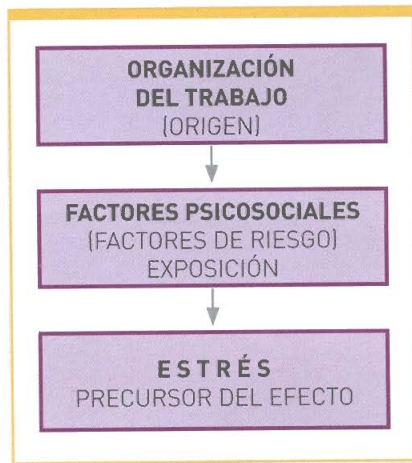 ORGANIZACIÓN
DEL TRABAJO
(ORIGEN)
FACTORES PSICOSOCIALES
(FACTORES DE RIESGO)
EXPOSICIÓN
ESTRÉS
PRECURSOR DEL EFECTO